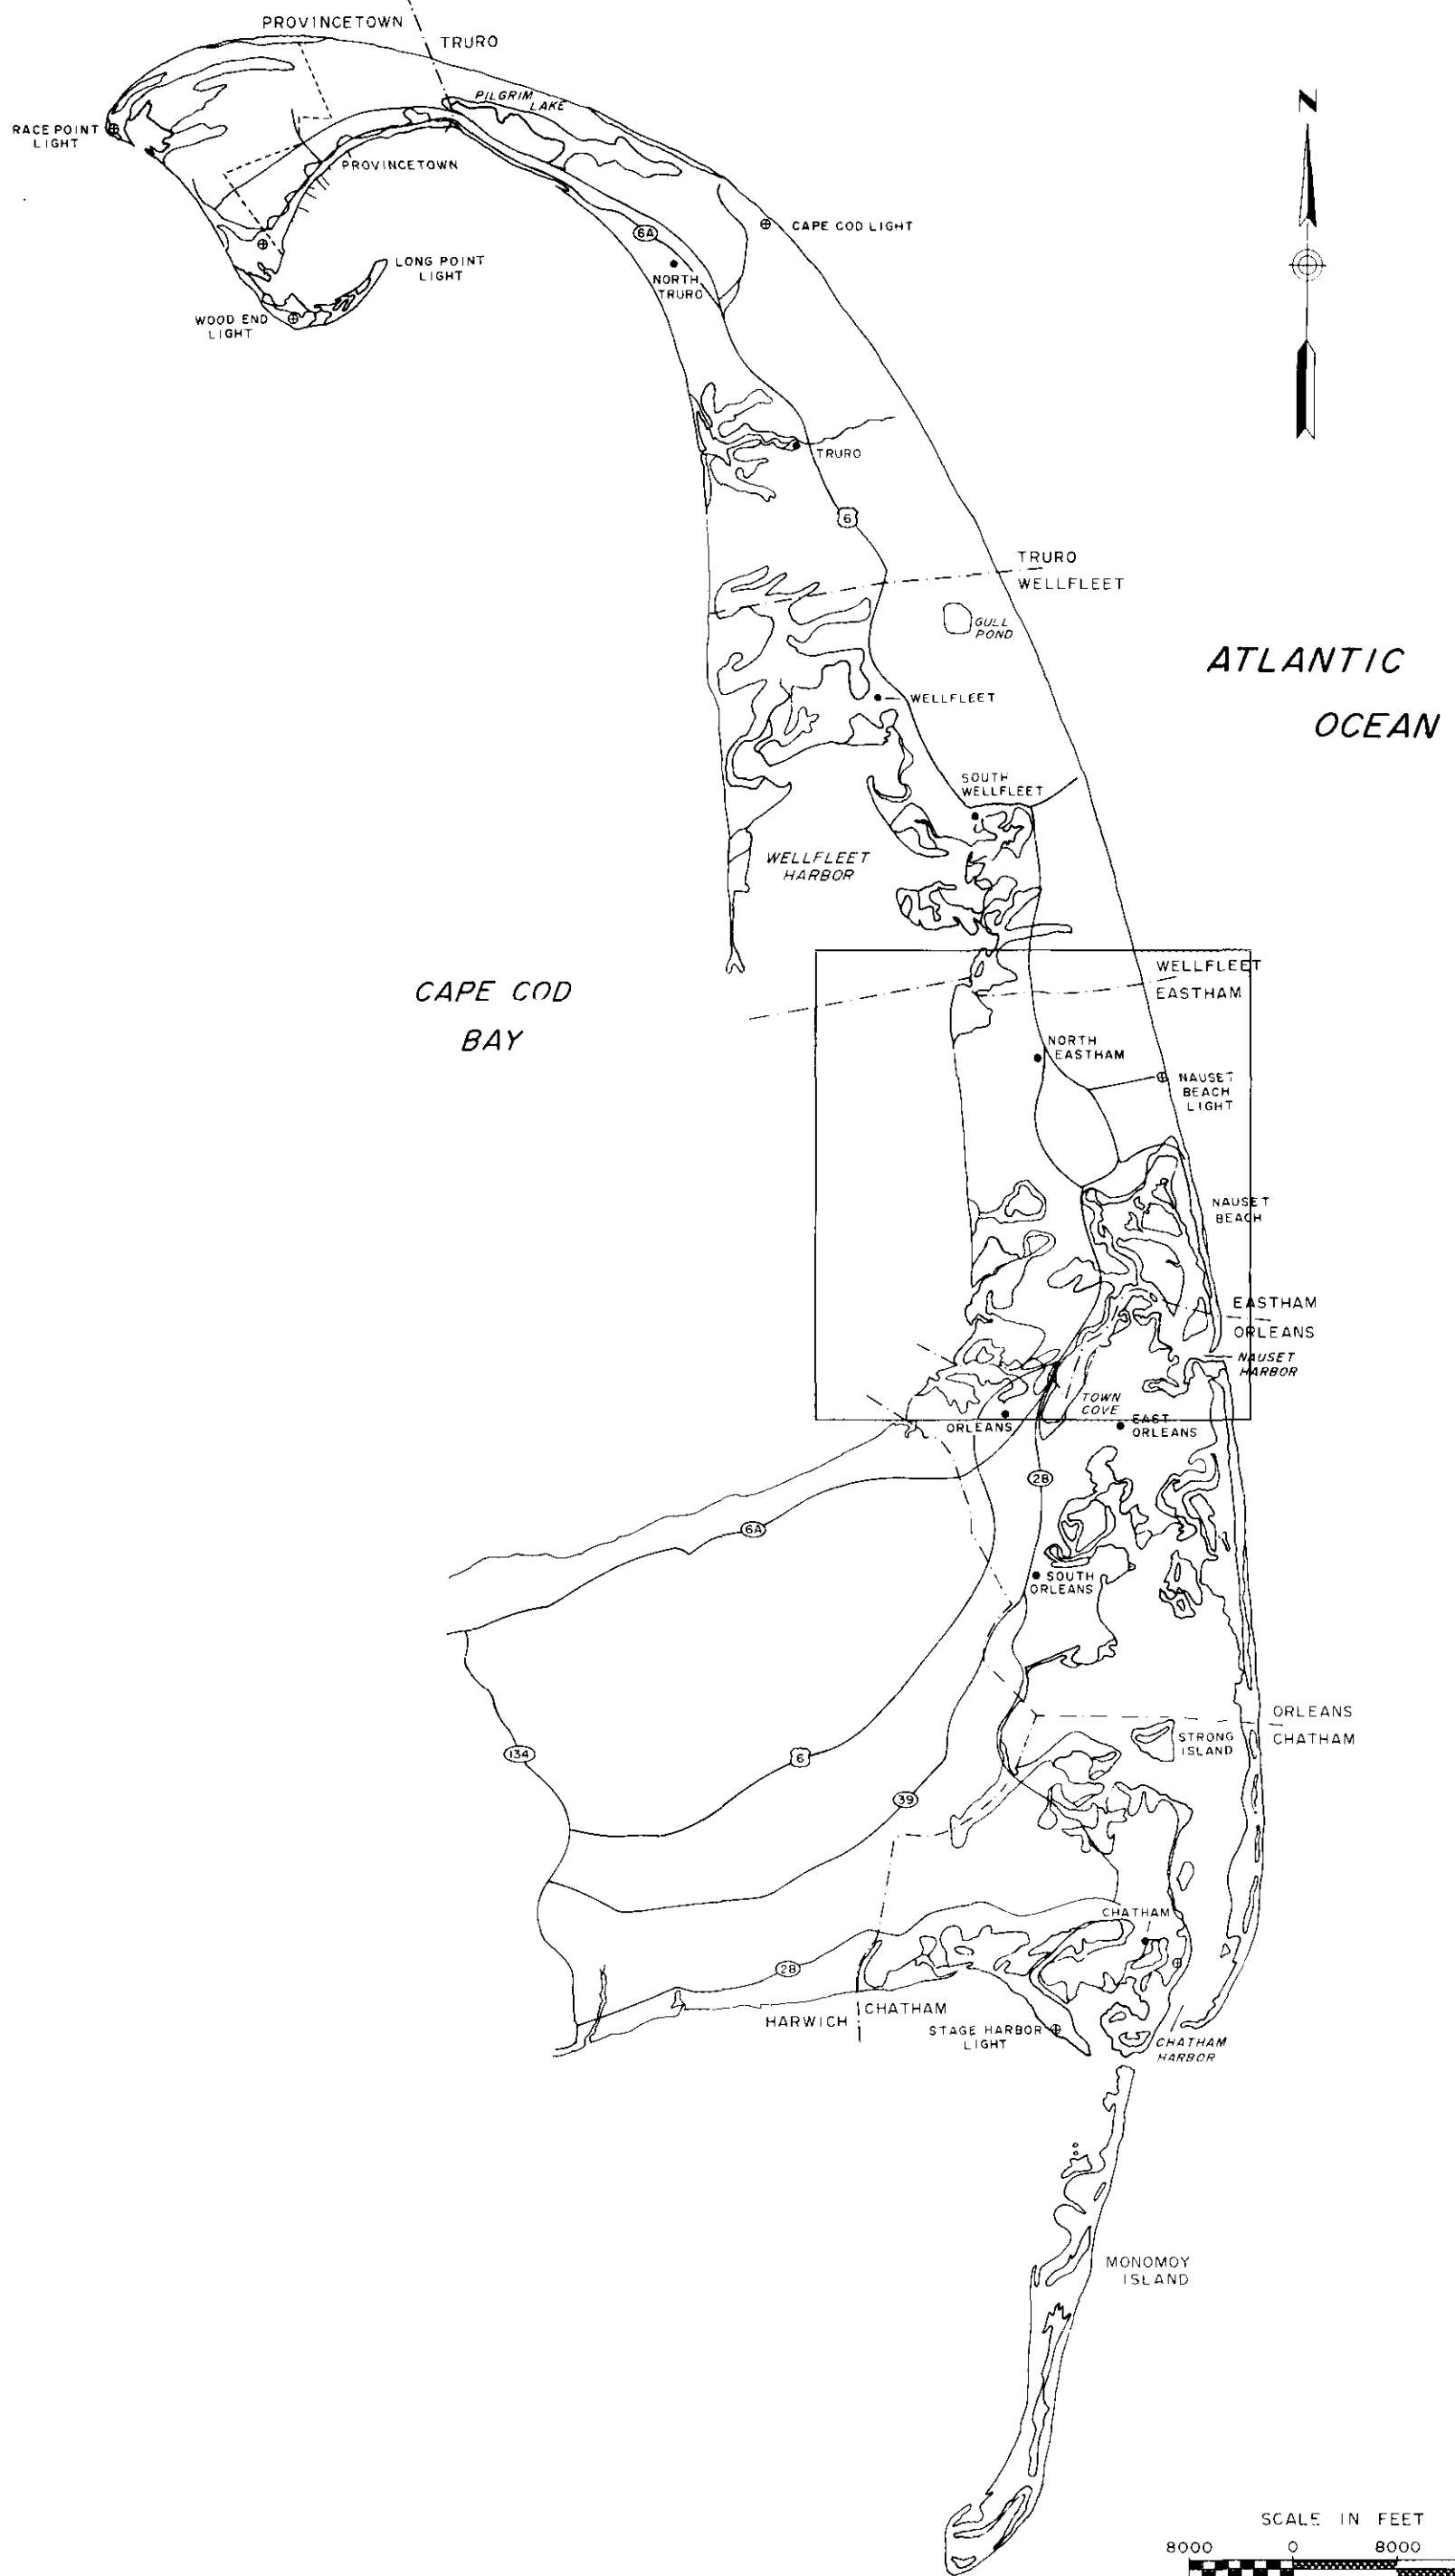 PROVINCETOWN
TRURO
PILGRIM
LAKE
N
RACE POINT
LIGHT
PROVINCETOWN
CAPE COD LIGHT
6A
LONG POINT
LIGHT
NORTH
TRURO
WOOD END
LIGHT
TRURO
6
TRURO
WELLFLEET
GULL
POND
ATLANTIC
OCEAN
WELLFLEET
SOUTH
WELLFLEET
WELLFLEET
HARBOR
CAPE COD
BAY
WELLFLEET
EASTHAM
NORTH
EASTHAM
NAUSET
BEACH
LIGHT
NAUSET
BEACH
EASTHAM
ORLEANS
NAUSET
HARBOR
TOWN
COVE
ORLEANS
EAST
ORLEANS
28
6A
SOUTH
ORLEANS
ORLEANS
CHATHAM
STRONG
ISLAND
134
6
39
CHATHAM
28
HARWICH
CHATHAM
STAGE HARBOR
LIGHT
CHATHAM
HARBOR
MONOMOY
ISLAND
SCALE IN FEET
8000 0 8000